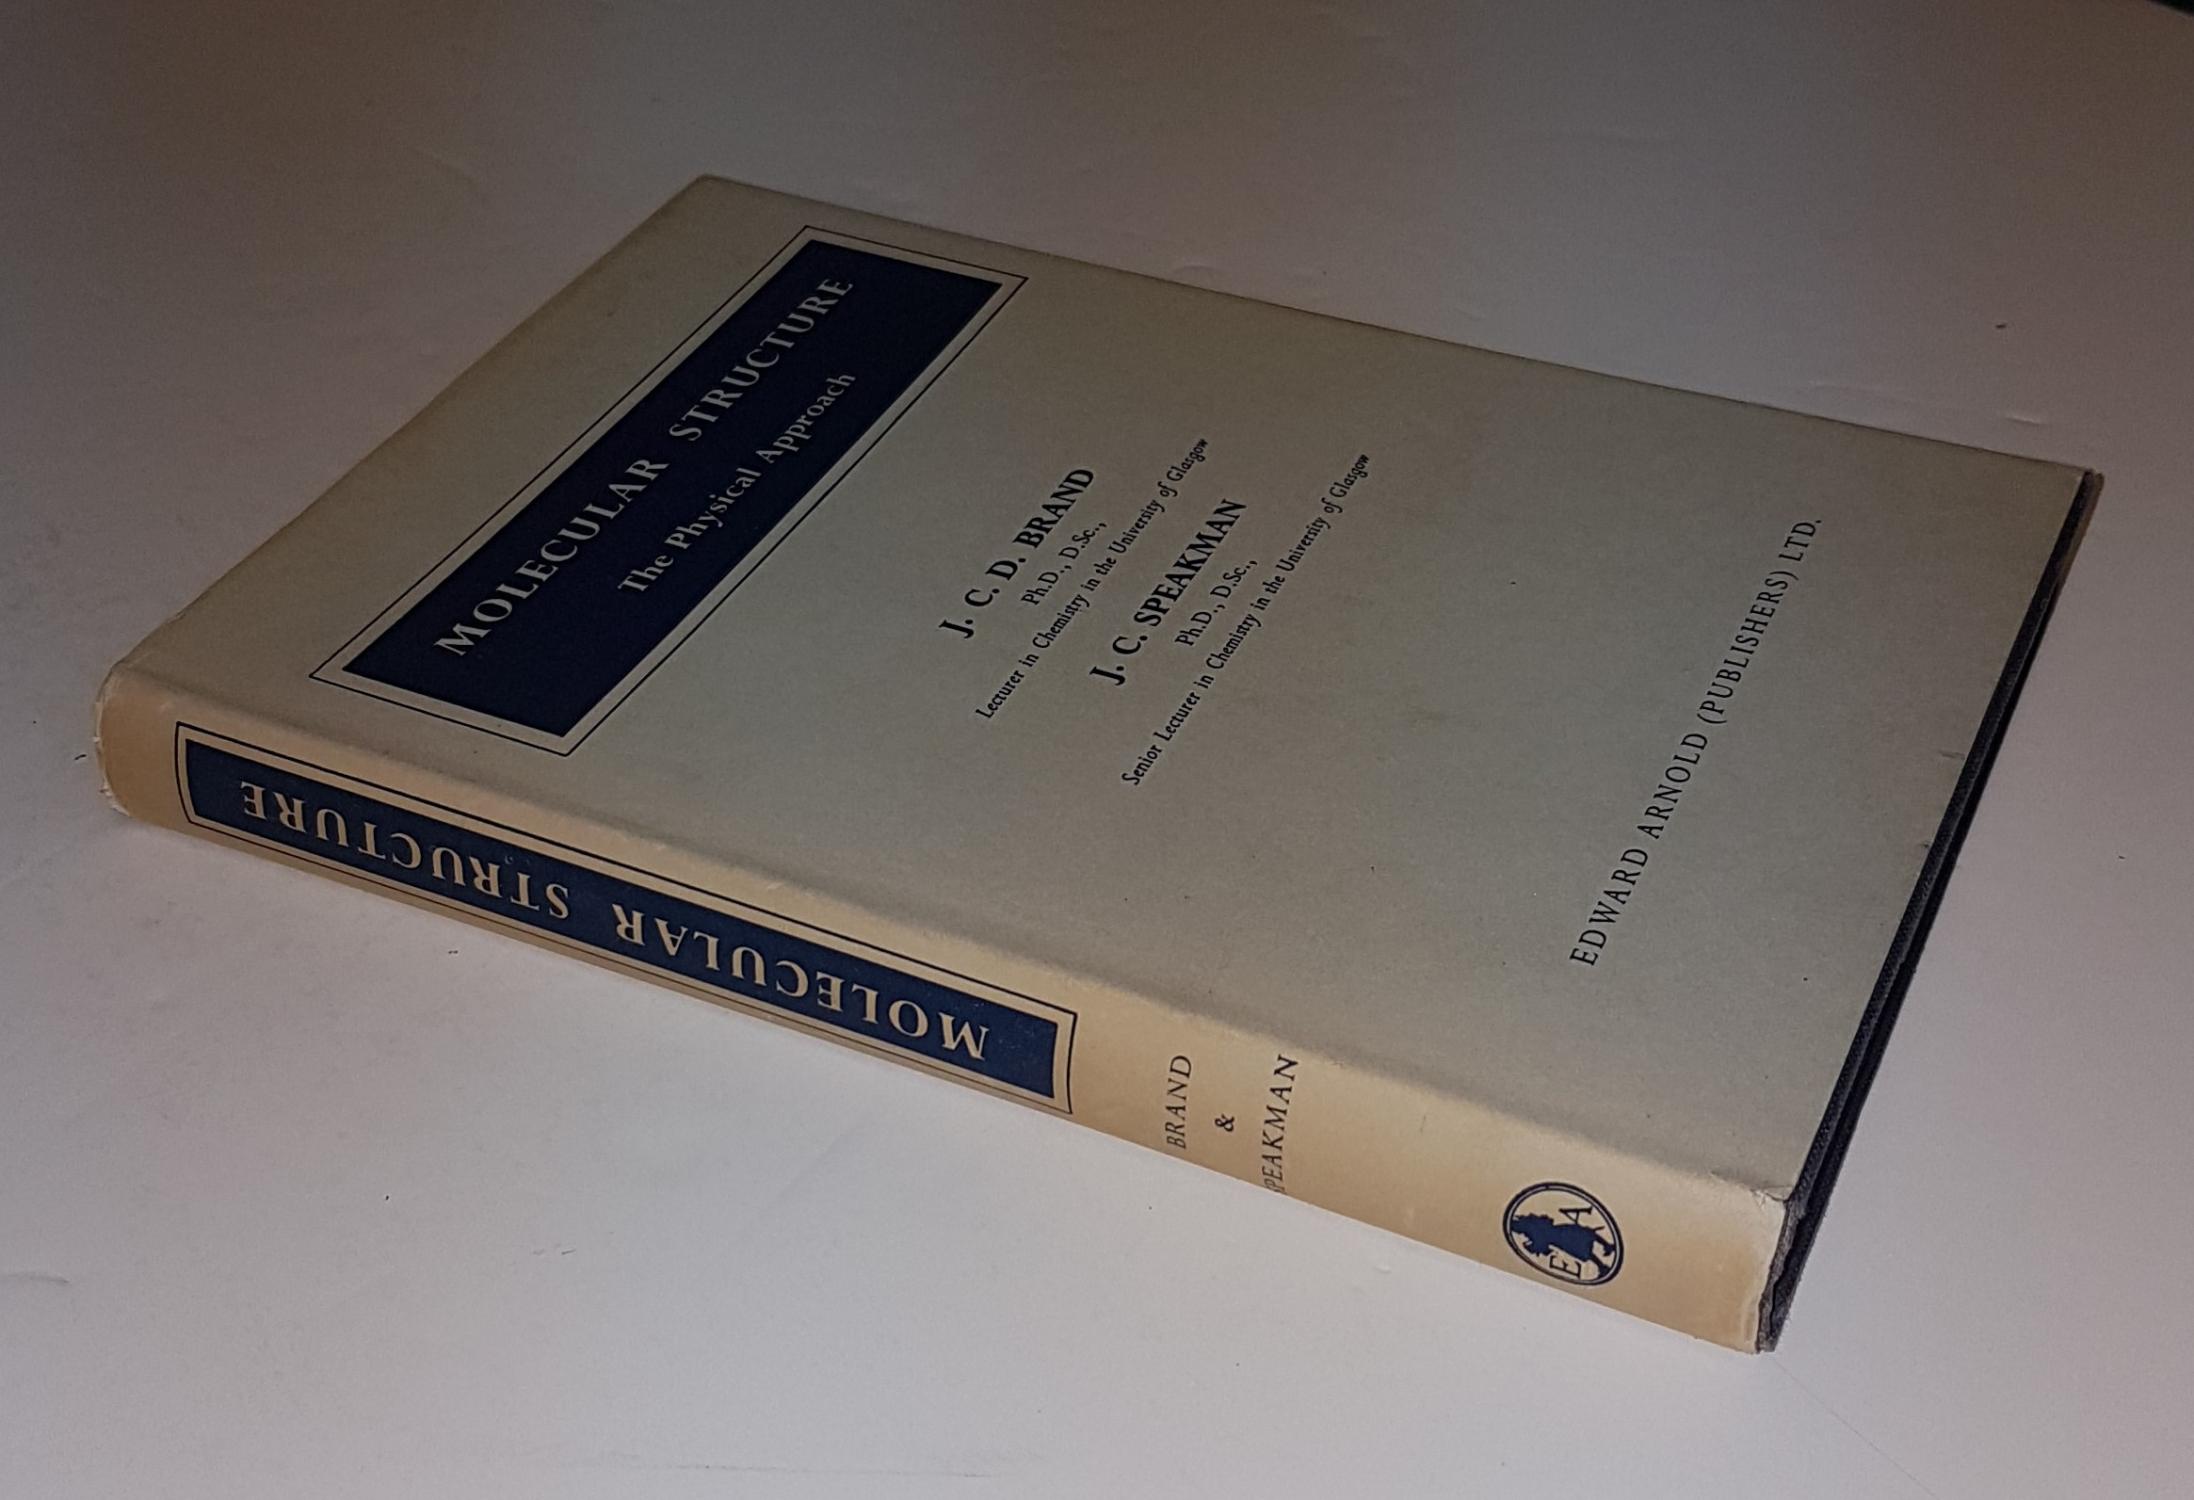 MOLECULAR STRUCTURE
The Physical Approach
J. C. D. BRAND
Ph.D., D.Sc.,
Lecturer in Chemistry in the University of Glasgow
J. C. SPEAKMAN
Ph.D., D.Sc.,
Senior Lecturer in Chemistry in the University of Glasgow
EDWARD ARNOLD (PUBLISHERS) LTD.
MOLECULAR STRUCTURE
BRAND
&
SPEAKMAN
E A